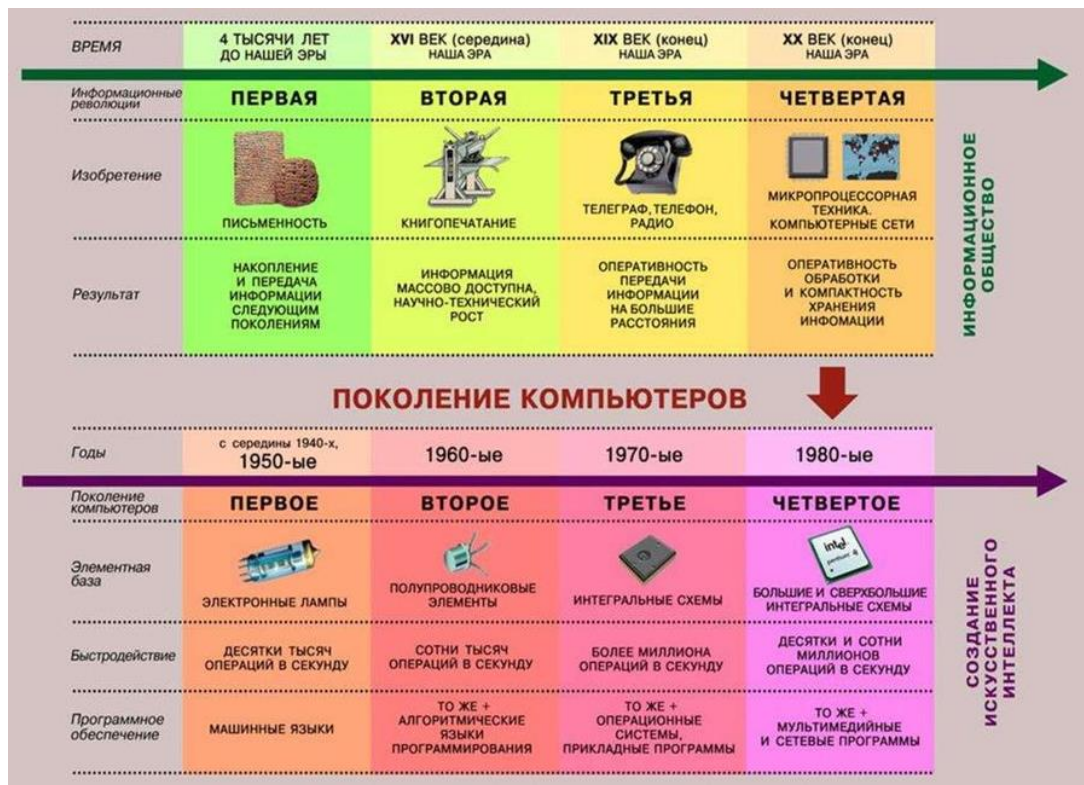 ВРЕМЯ
4 ТЫСЯЧИ ЛЕТ
ДО НАШЕЙ ЭРЫ
XVI ВЕК (середина)
НАША ЭРА
XIX ВЕК (конец)
НАША ЭРА
XX ВЕК (конец)
НАША ЭРА
Информационные
революции
ПЕРВАЯ
ВТОРАЯ
ТРЕТЬЯ
ЧЕТВЕРТАЯ
Изобретение
ПИСЬМЕННОСТЬ
КНИГОПЕЧАТАНИЕ
ТЕЛЕГРАФ, ТЕЛЕФОН,
РАДИО
МИКРОПРОЦЕССОРНАЯ
ТЕХНИКА.
КОМПЬЮТЕРНЫЕ СЕТИ
Результат
НАКОПЛЕНИЕ
И ПЕРЕДАЧА
ИНФОРМАЦИИ
СЛЕДУЮЩИМ
ПОКОЛЕНИЯМ
ИНФОРМАЦИЯ
МАССОВО ДОСТУПНА,
НАУЧНО-ТЕХНИЧЕСКИЙ
РОСТ
ОПЕРАТИВНОСТЬ
ПЕРЕДАЧИ
ИНФОРМАЦИИ
НА БОЛЬШИЕ
РАССТОЯНИЯ
ОПЕРАТИВНОСТЬ
ОБРАБОТКИ
И КОМПАКТНОСТЬ
ХРАНЕНИЯ
ИНФОМАЦИИ
ИНФОРМАЦИОННОЕ
ОБЩЕСТВО
ПОКОЛЕНИЕ КОМПЬЮТЕРОВ
Годы
с середины 1940-х,
1950-ые
1960-ые
1970-ые
1980-ые
Поколение
компьютеров
ПЕРВОЕ
ВТОРОЕ
ТРЕТЬЕ
ЧЕТВЕРТОЕ
Элементная
база
ЭЛЕКТРОННЫЕ ЛАМПЫ
ПОЛУПРОВОДНИКОВЫЕ
ЭЛЕМЕНТЫ
ИНТЕГРАЛЬНЫЕ СХЕМЫ
intel
pentium 4
БОЛЬШИЕ И СВЕРХБОЛЬШИЕ
ИНТЕГРАЛЬНЫЕ СХЕМЫ
Быстродействие
ДЕСЯТКИ ТЫСЯЧ
ОПЕРАЦИЙ В СЕКУНДУ
СОТНИ ТЫСЯЧ
ОПЕРАЦИЙ В СЕКУНДУ
БОЛЕЕ МИЛЛИОНА
ОПЕРАЦИЙ В СЕКУНДУ
ДЕСЯТКИ И СОТНИ
МИЛЛИОНОВ
ОПЕРАЦИЙ В СЕКУНДУ
Программное
обеспечение
МАШИННЫЕ ЯЗЫКИ
ТО ЖЕ +
АЛГОРИТМИЧЕСКИЕ
ЯЗЫКИ
ПРОГРАММИРОВАНИЯ
ТО ЖЕ +
ОПЕРАЦИОННЫЕ
СИСТЕМЫ,
ПРИКЛАДНЫЕ ПРОГРАММЫ
ТО ЖЕ +
МУЛЬТИМЕДИЙНЫЕ
И СЕТЕВЫЕ ПРОГРАММЫ
СОЗДАНИЕ
ИСКУССТВЕННОГО
ИНТЕЛЛЕКТА